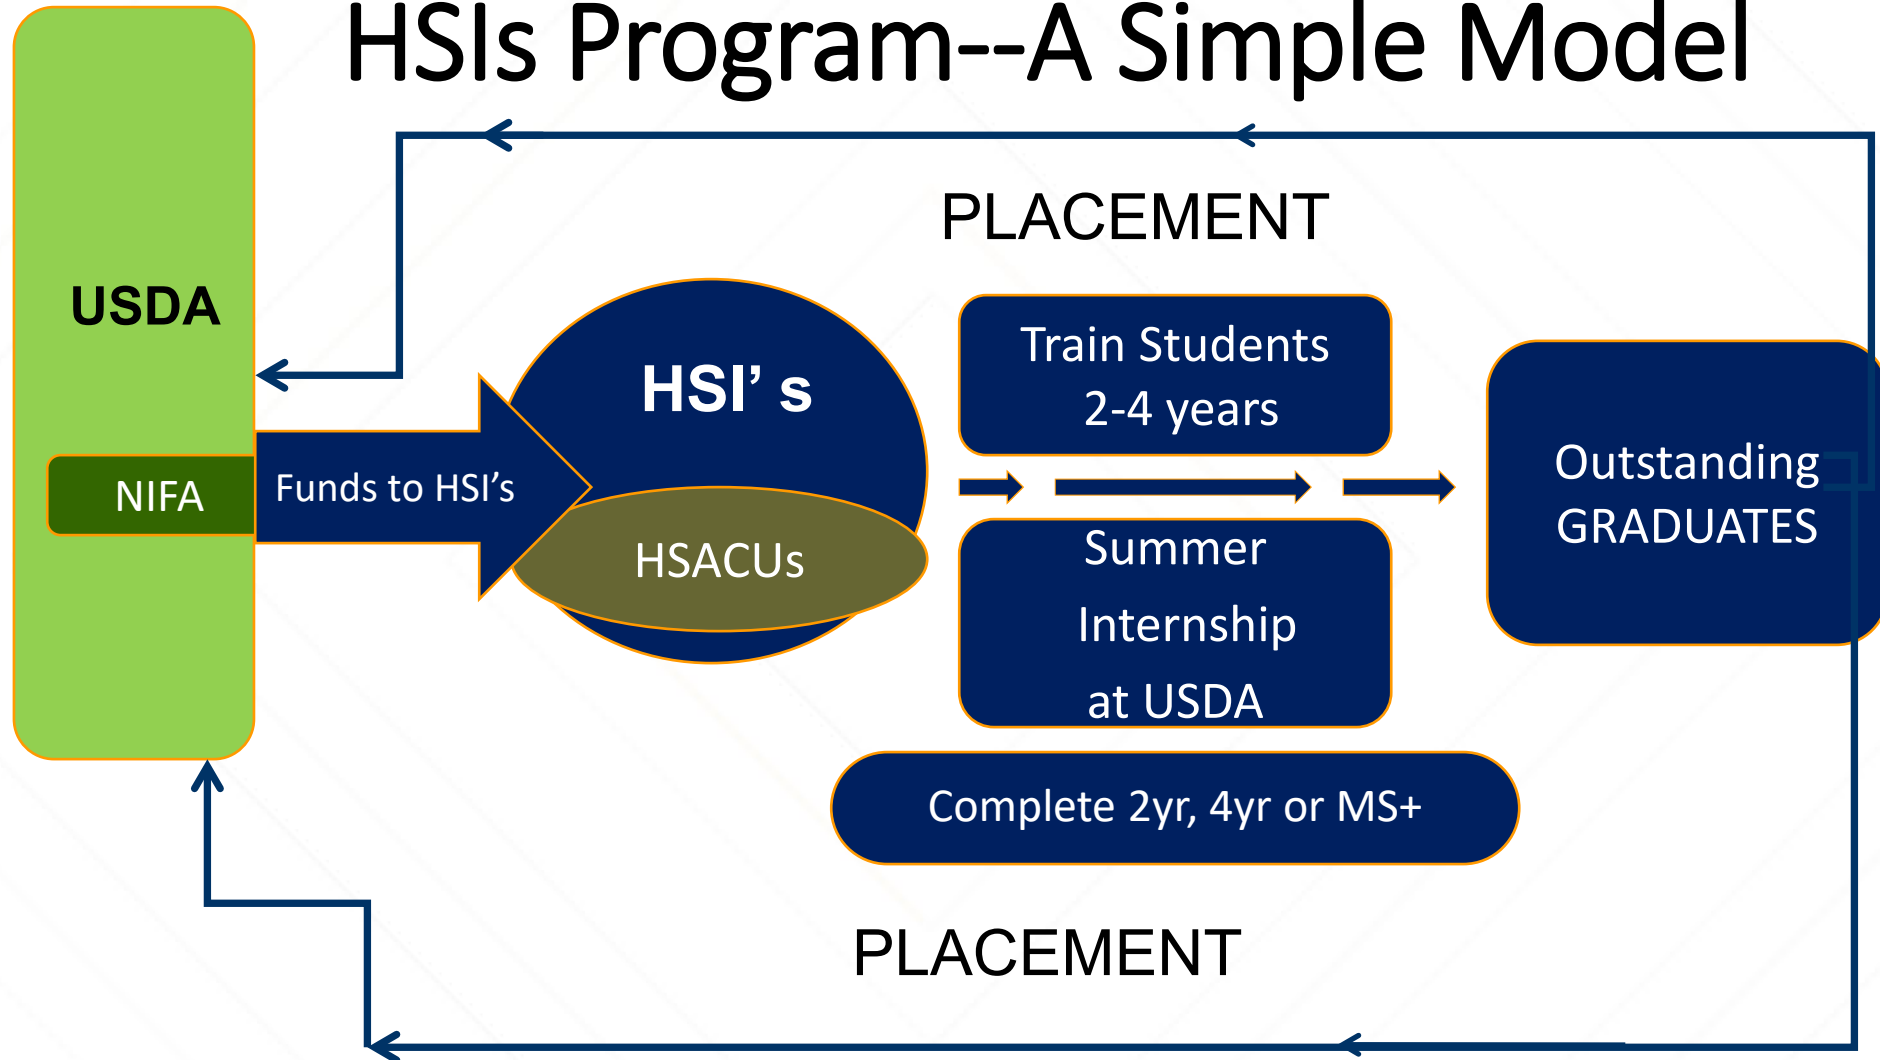 HSIs Program--A Simple Model
PLACEMENT
USDA
NIFA
Funds to HSI’s
HSI’ s
HSACUs
Train Students
2-4 years
Summer
Internship
at USDA
Outstanding
GRADUATES
Complete 2yr, 4yr or MS+
PLACEMENT